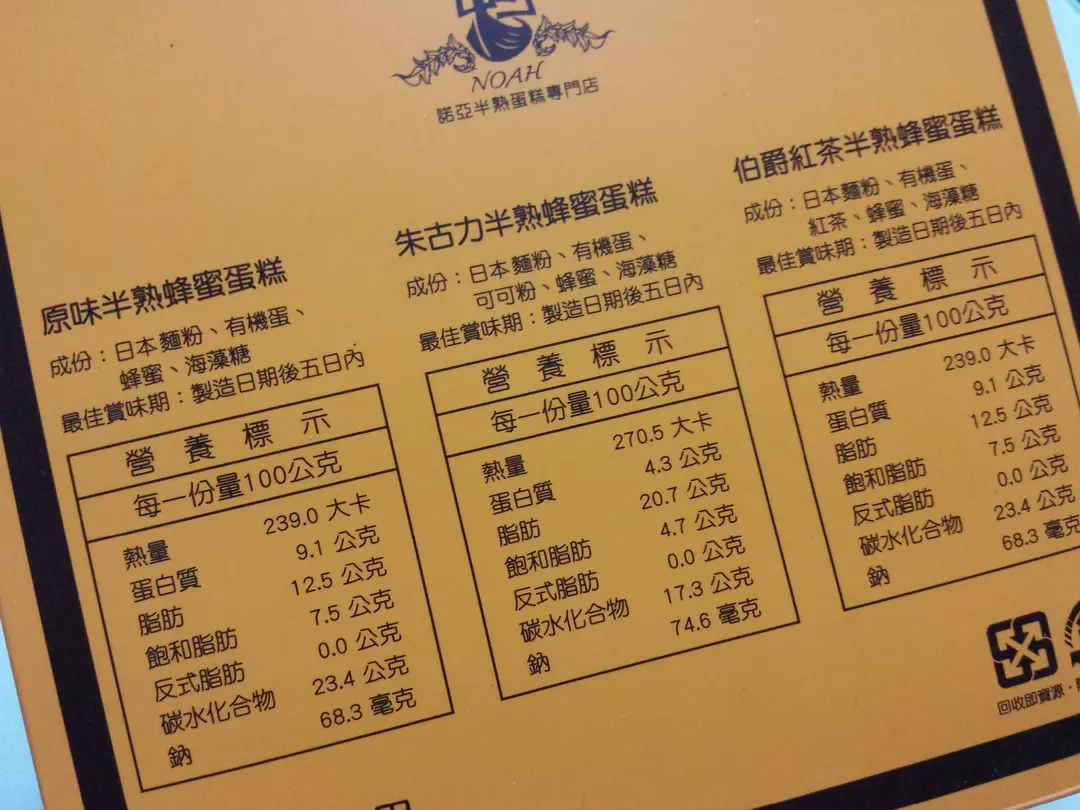 NOAH
諾亞半熟蛋糕專門店
原味半熟蜂蜜蛋糕
成份：日本麵粉、有機蛋、
蜂蜜、海藻糖
最佳賞味期：製造日期後五日內
營養標示
每一份量100公克
熱量 239.0 大卡
蛋白質 9.1 公克
脂肪 12.5 公克
飽和脂肪 7.5 公克
反式脂肪 0.0 公克
碳水化合物 23.4 公克
鈉 68.3 毫克
朱古力半熟蜂蜜蛋糕
成份：日本麵粉、有機蛋、
可可粉、蜂蜜、海藻糖
最佳賞味期：製造日期後五日內
營養標示
每一份量100公克
熱量 270.5 大卡
蛋白質 4.3 公克
脂肪 20.7 公克
飽和脂肪 4.7 公克
反式脂肪 0.0 公克
碳水化合物 17.3 公克
鈉 74.6 毫克
伯爵紅茶半熟蜂蜜蛋糕
成份：日本麵粉、有機蛋、
紅茶、蜂蜜、海藻糖
最佳賞味期：製造日期後五日內
營養標示
每一份量100公克
熱量 239.0 大卡
蛋白質 9.1 公克
脂肪 12.5 公克
飽和脂肪 7.5 公克
反式脂肪 0.0 公克
碳水化合物 23.4 公克
鈉 68.3 毫克
回收即資源・